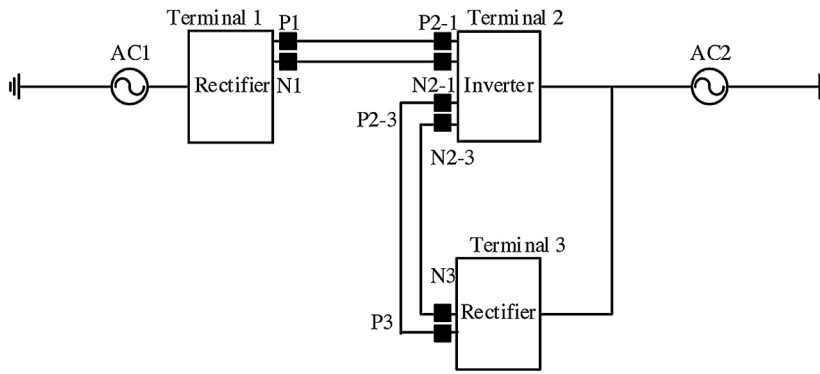 Terminal 1
P1
P2-1
Terminal 2
AC1
AC2
Rectifier
N1
N2-1
Inverter
P2-3
N2-3
Terminal 3
N3
Rectifier
P3